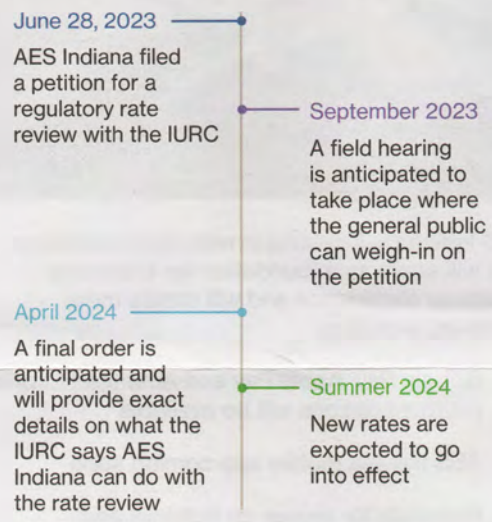 June 28, 2023
AES Indiana filed
a petition for a
regulatory rate
review with the IURC
September 2023
A field hearing
is anticipated to
take place where
the general public
can weigh-in on
the petition
April 2024
A final order is
anticipated and
will provide exact
details on what the
IURC says AES
Indiana can do with
the rate review
Summer 2024
New rates are
expected to go
into effect